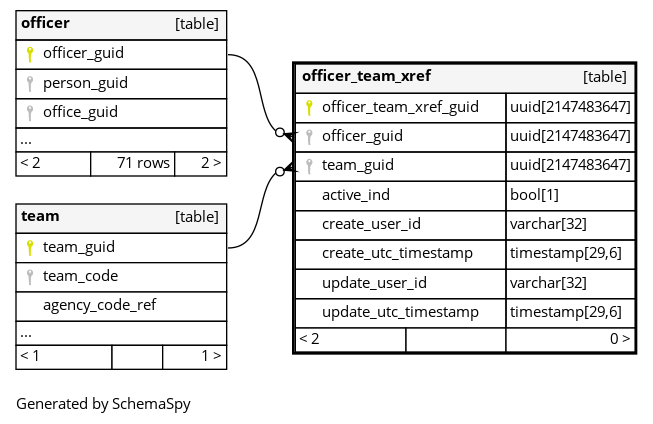 officer [table]
officer_guid
person_guid
office_guid
...
< 2 71 rows 2 >
team [table]
team_guid
team_code
agency_code_ref
...
< 1 1 >
officer_team_xref [table]
officer_team_xref_guid uuid[2147483647]
officer_guid uuid[2147483647]
team_guid uuid[2147483647]
active_ind bool[1]
create_user_id varchar[32]
create_utc_timestamp timestamp[29,6]
update_user_id varchar[32]
update_utc_timestamp timestamp[29,6]
< 2 0 >
Generated by SchemaSpy